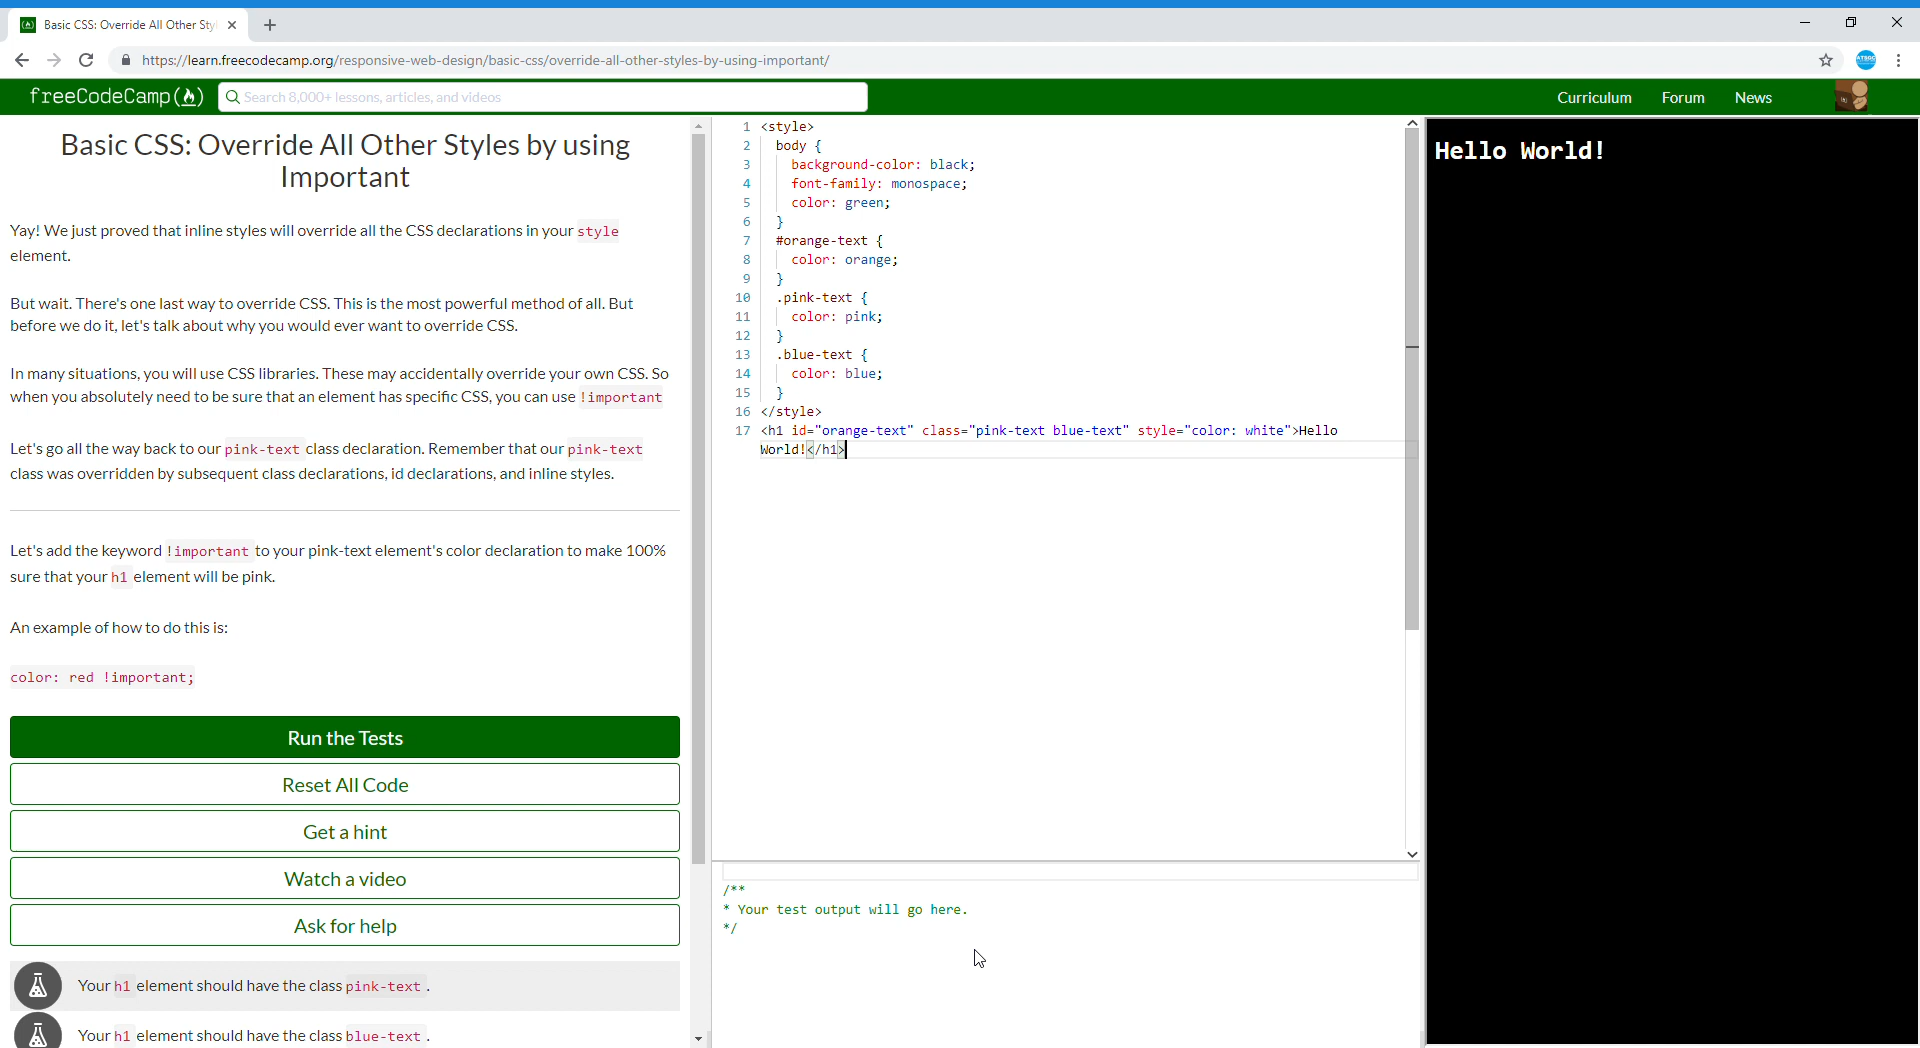 Basic CSS: Override All Other Sty
https://learn.freecodecamp.org/responsive-web-design/basic-css/override-all-other-styles-by-using-important/
freeCodeCamp
Search 8,000+ lessons, articles, and videos
Curriculum
Forum
News
Basic CSS: Override All Other Styles by using
Important
Yay! We just proved that inline styles will override all the CSS declarations in your style
element.
But wait. There's one last way to override CSS. This is the most powerful method of all. But
before we do it, let's talk about why you would ever want to override CSS.
In many situations, you will use CSS libraries. These may accidentally override your own CSS. So
when you absolutely need to be sure that an element has specific CSS, you can use !important
Let's go all the way back to our pink-text class declaration. Remember that our pink-text
class was overridden by subsequent class declarations, id declarations, and inline styles.
Let's add the keyword !important to your pink-text element's color declaration to make 100%
sure that your h1 element will be pink.
An example of how to do this is:
color: red !important;
Run the Tests
Reset All Code
Get a hint
Watch a video
Ask for help
Your h1 element should have the class pink-text .
Your h1 element should have the class blue-text .
1 <style>
2 body {
3 background-color: black;
4 font-family: monospace;
5 color: green;
6 }
7 #orange-text {
8 color: orange;
9 }
10 .pink-text {
11 color: pink;
12 }
13 .blue-text {
14 color: blue;
15 }
16 </style>
17 <h1 id="orange-text" class="pink-text blue-text" style="color: white">Hello
World!</h1>
/**
* Your test output will go here.
*/
Hello World!